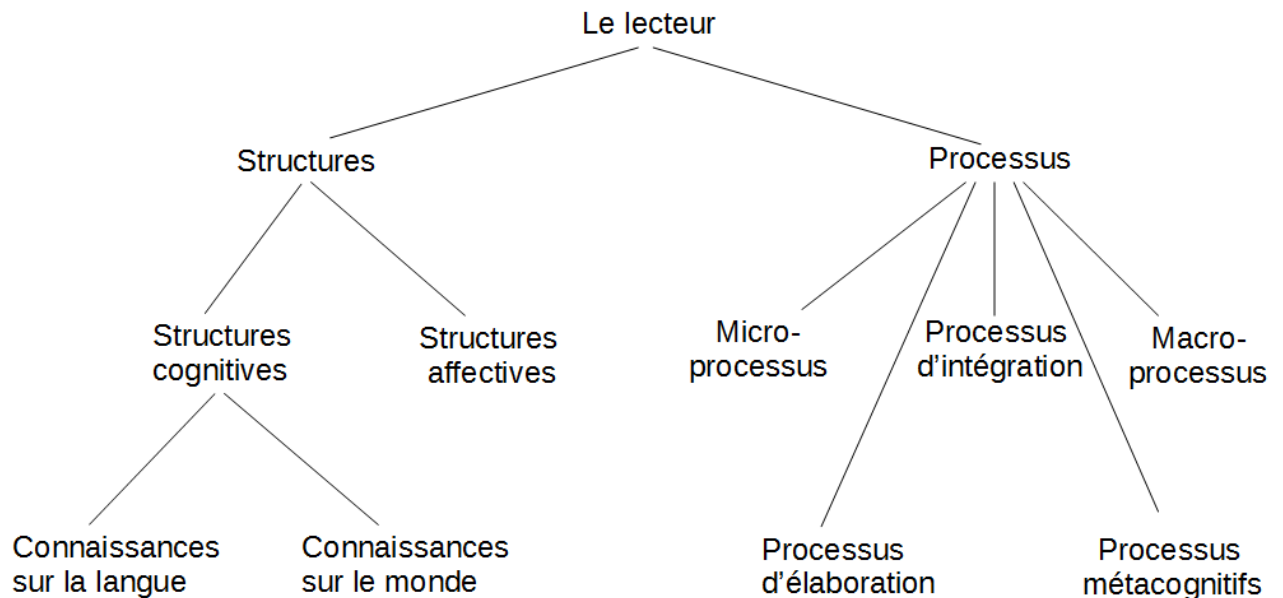 Le lecteur
Structures
Processus
Structures
cognitives
Structures
affectives
Micro-
processus
Processus
d'intégration
Macro-
processus
Connaissances
sur la langue
Connaissances
sur le monde
Processus
d'élaboration
Processus
métacognitifs